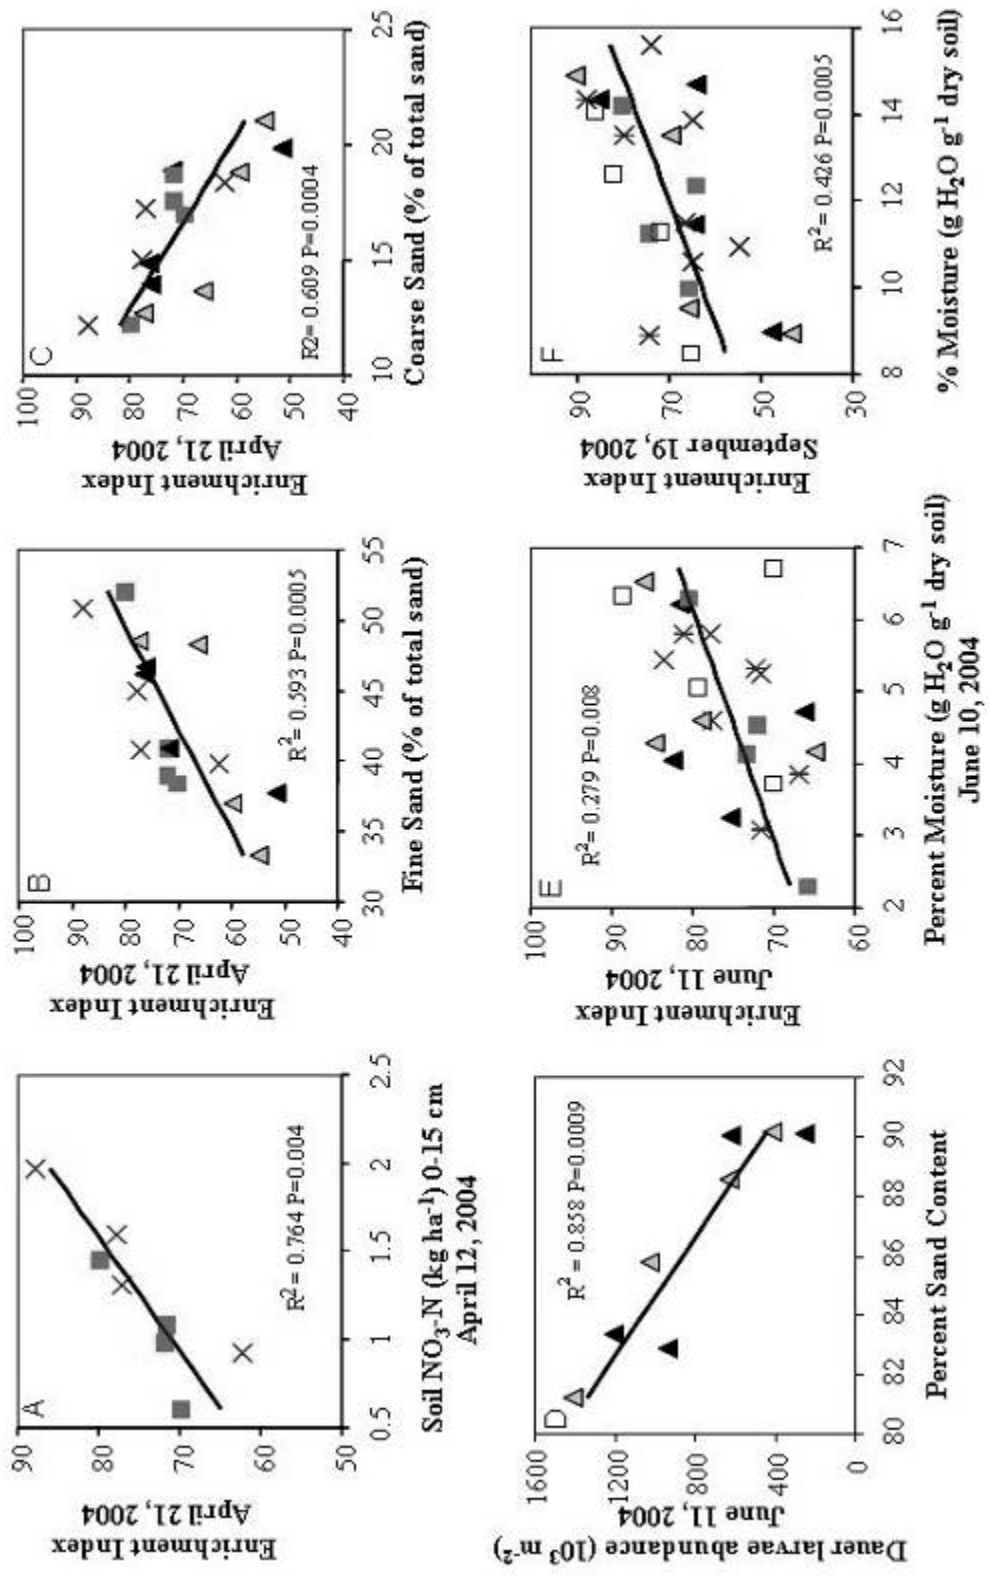 A
90
80
70
60
50
Enrichment Index
April 21, 2004
0.5
1
1.5
2
2.5
R²= 0.764 P=0.004
Soil NO₃-N (kg ha⁻¹) 0-15 cm
April 12, 2004
B
100
90
80
70
60
50
40
Enrichment Index
April 21, 2004
30
35
40
45
50
55
R²= 0.593 P=0.0005
Fine Sand (% of total sand)
C
100
90
80
70
60
50
40
Enrichment Index
April 21, 2004
10
15
20
25
R2= 0.609 P=0.0004
Coarse Sand (% of total sand)
D
1600
1200
800
400
0
Dauer larvae abundance (10³ m⁻²)
June 11, 2004
80
82
84
86
88
90
92
R² = 0.858 P=0.0009
Percent Sand Content
E
100
90
80
70
60
Enrichment Index
June 11, 2004
2
3
4
5
6
7
R²= 0.279 P=0.008
Percent Moisture (g H₂O g⁻¹ dry soil)
June 10, 2004
F
90
70
50
30
Enrichment Index
September 19, 2004
8
10
12
14
16
R²= 0.426 P=0.0005
% Moisture (g H₂O g⁻¹ dry soil)